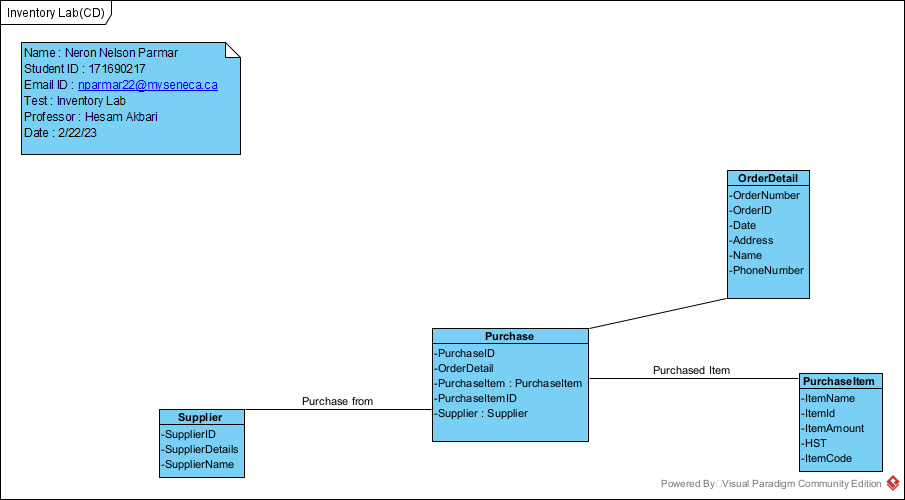 Inventory Lab(CD)
Name : Neron Nelson Parmar
Student ID : 171690217
Email ID : nparmar22@myseneca.ca
Test : Inventory Lab
Professor : Hesam Akbari
Date : 2/22/23
OrderDetail
-OrderNumber
-OrderID
-Date
-Address
-Name
-PhoneNumber
Purchase
-PurchaseID
-OrderDetail
-PurchaseItem : PurchaseItem
-PurchaseItemID
-Supplier : Supplier
Purchased Item
PurchaseItem
-ItemName
-ItemId
-ItemAmount
-HST
-ItemCode
Purchase from
Supplier
-SupplierID
-SupplierDetails
-SupplierName
Powered By Visual Paradigm Community Edition